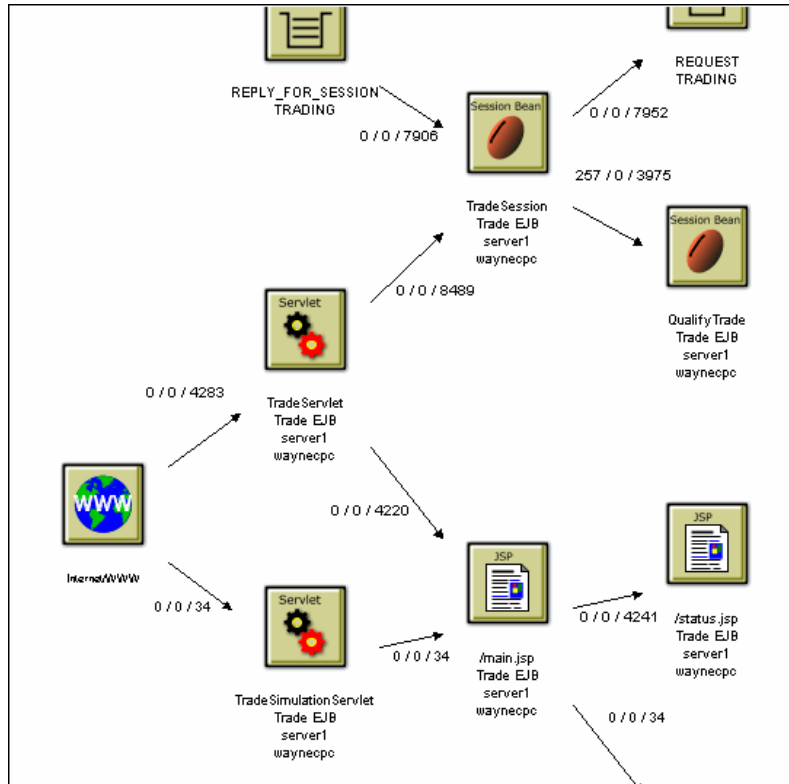 REPLY_FOR_SESSION
TRADING
REQUEST
TRADING
0 / 0 / 7906
Session Bean
0 / 0 / 7952
257 / 0 / 3975
TradeSession
Trade EJB
server1
waynecpc
Session Bean
QualifyTrade
Trade EJB
server1
waynecpc
0 / 0 / 8489
Servlet
TradeServlet
Trade EJB
server1
waynecpc
0 / 0 / 4283
WWW
Internet/WWW
0 / 0 / 4220
0 / 0 / 34
Servlet
TradeSimulationServlet
Trade EJB
server1
waynecpc
0 / 0 / 34
JSP
/main.jsp
Trade EJB
server1
waynecpc
0 / 0 / 4241
JSP
/status.jsp
Trade EJB
server1
waynecpc
0 / 0 / 34